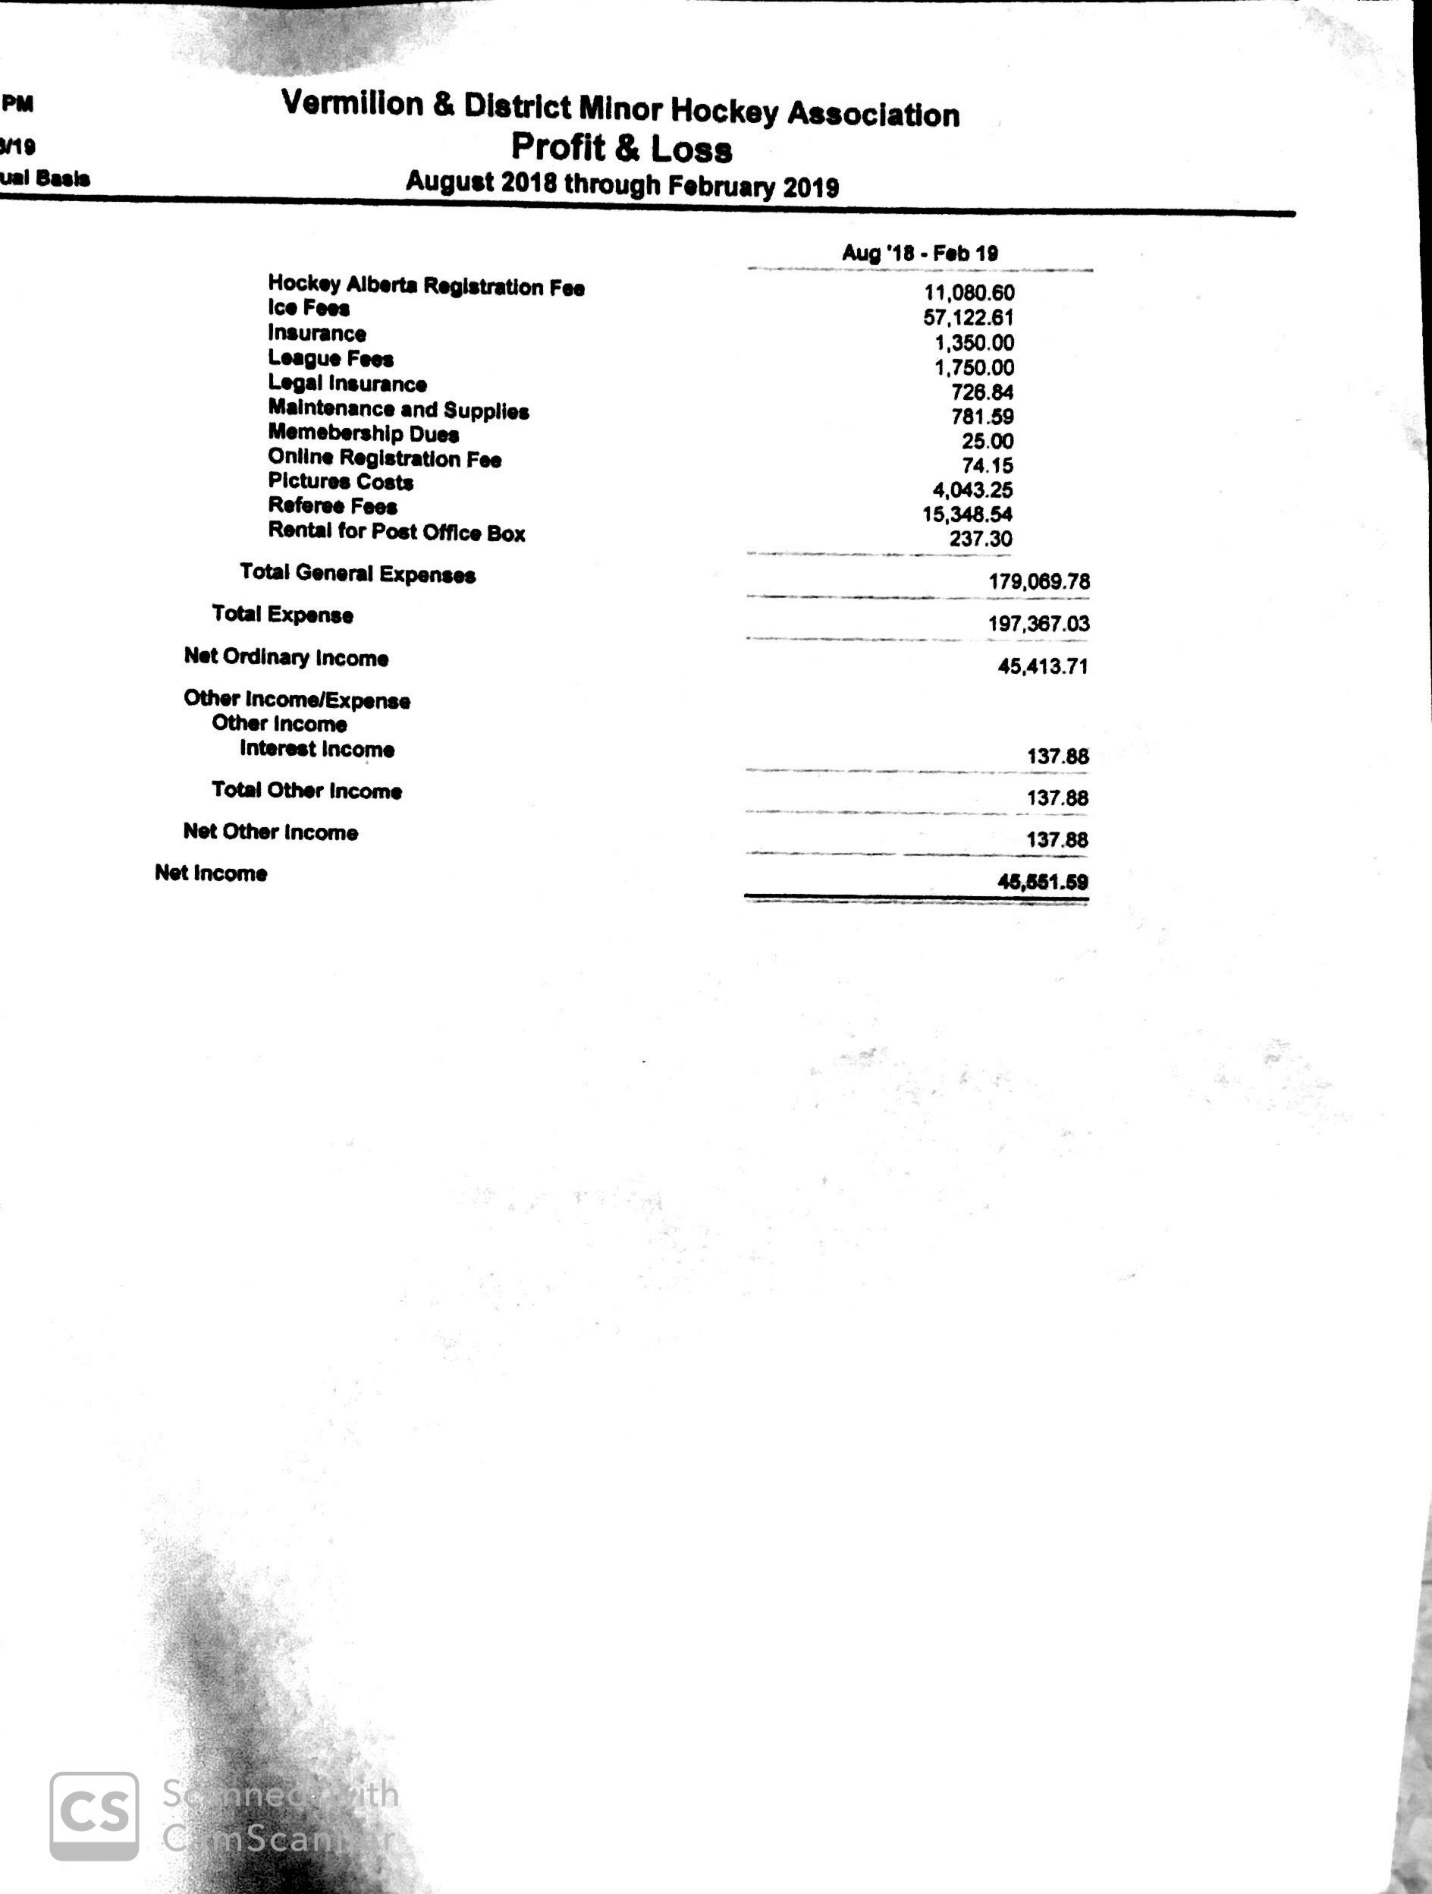 PM
Vermilion & District Minor Hockey Association
/19
Profit & Loss
ual Basis
August 2018 through February 2019
Aug '18 - Feb 19
Hockey Alberta Registration Fee 11,080.60
Ice Fees 57,122.61
Insurance 1,350.00
League Fees 1,750.00
Legal Insurance 726.84
Maintenance and Supplies 781.59
Memebership Dues 25.00
Online Registration Fee 74.15
Pictures Costs 4,043.25
Referee Fees 15,348.54
Rental for Post Office Box 237.30
Total General Expenses 179,069.78
Total Expense 197,367.03
Net Ordinary Income 45,413.71
Other Income/Expense
Other Income
Interest Income 137.88
Total Other Income 137.88
Net Other Income 137.88
Net Income 45,551.59
CS Scanned with
CamScanner